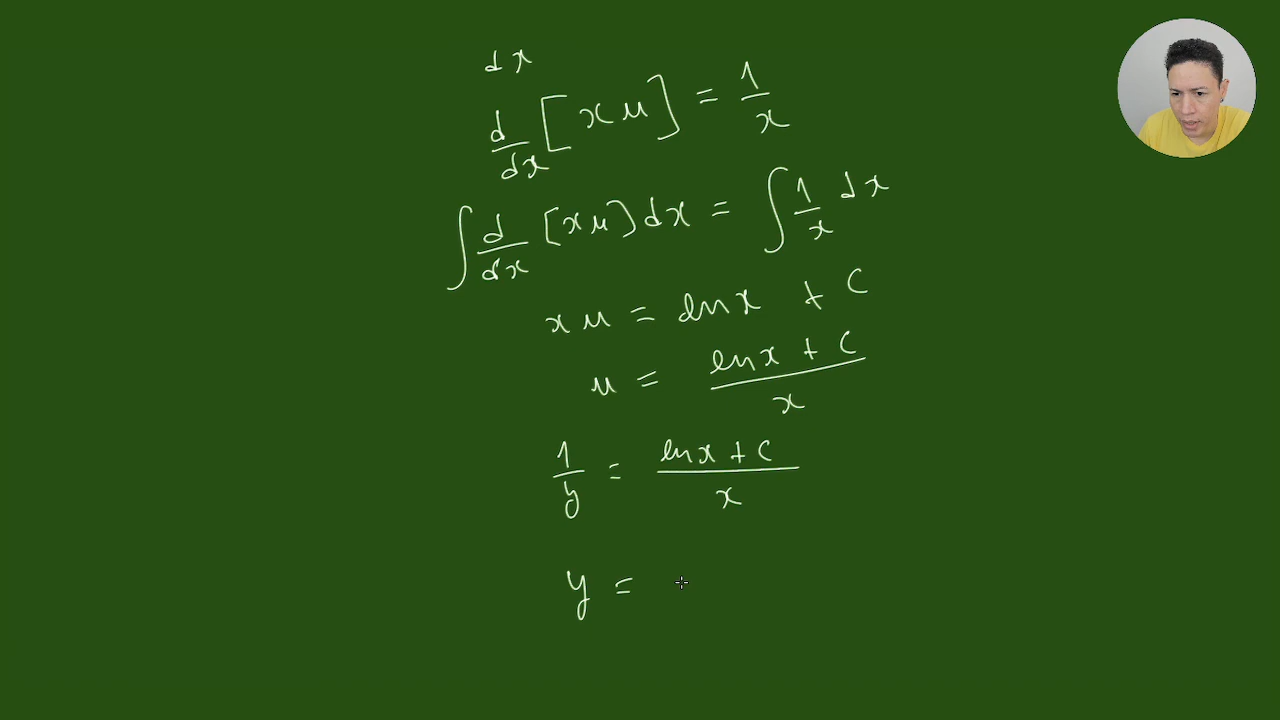 dx
d/dx [xu] = 1/x
∫ d/dx [xu] dx = ∫ 1/x dx
xu = ln x + C
u = (ln x + C)/x
1/y = (ln x + C)/x
y =